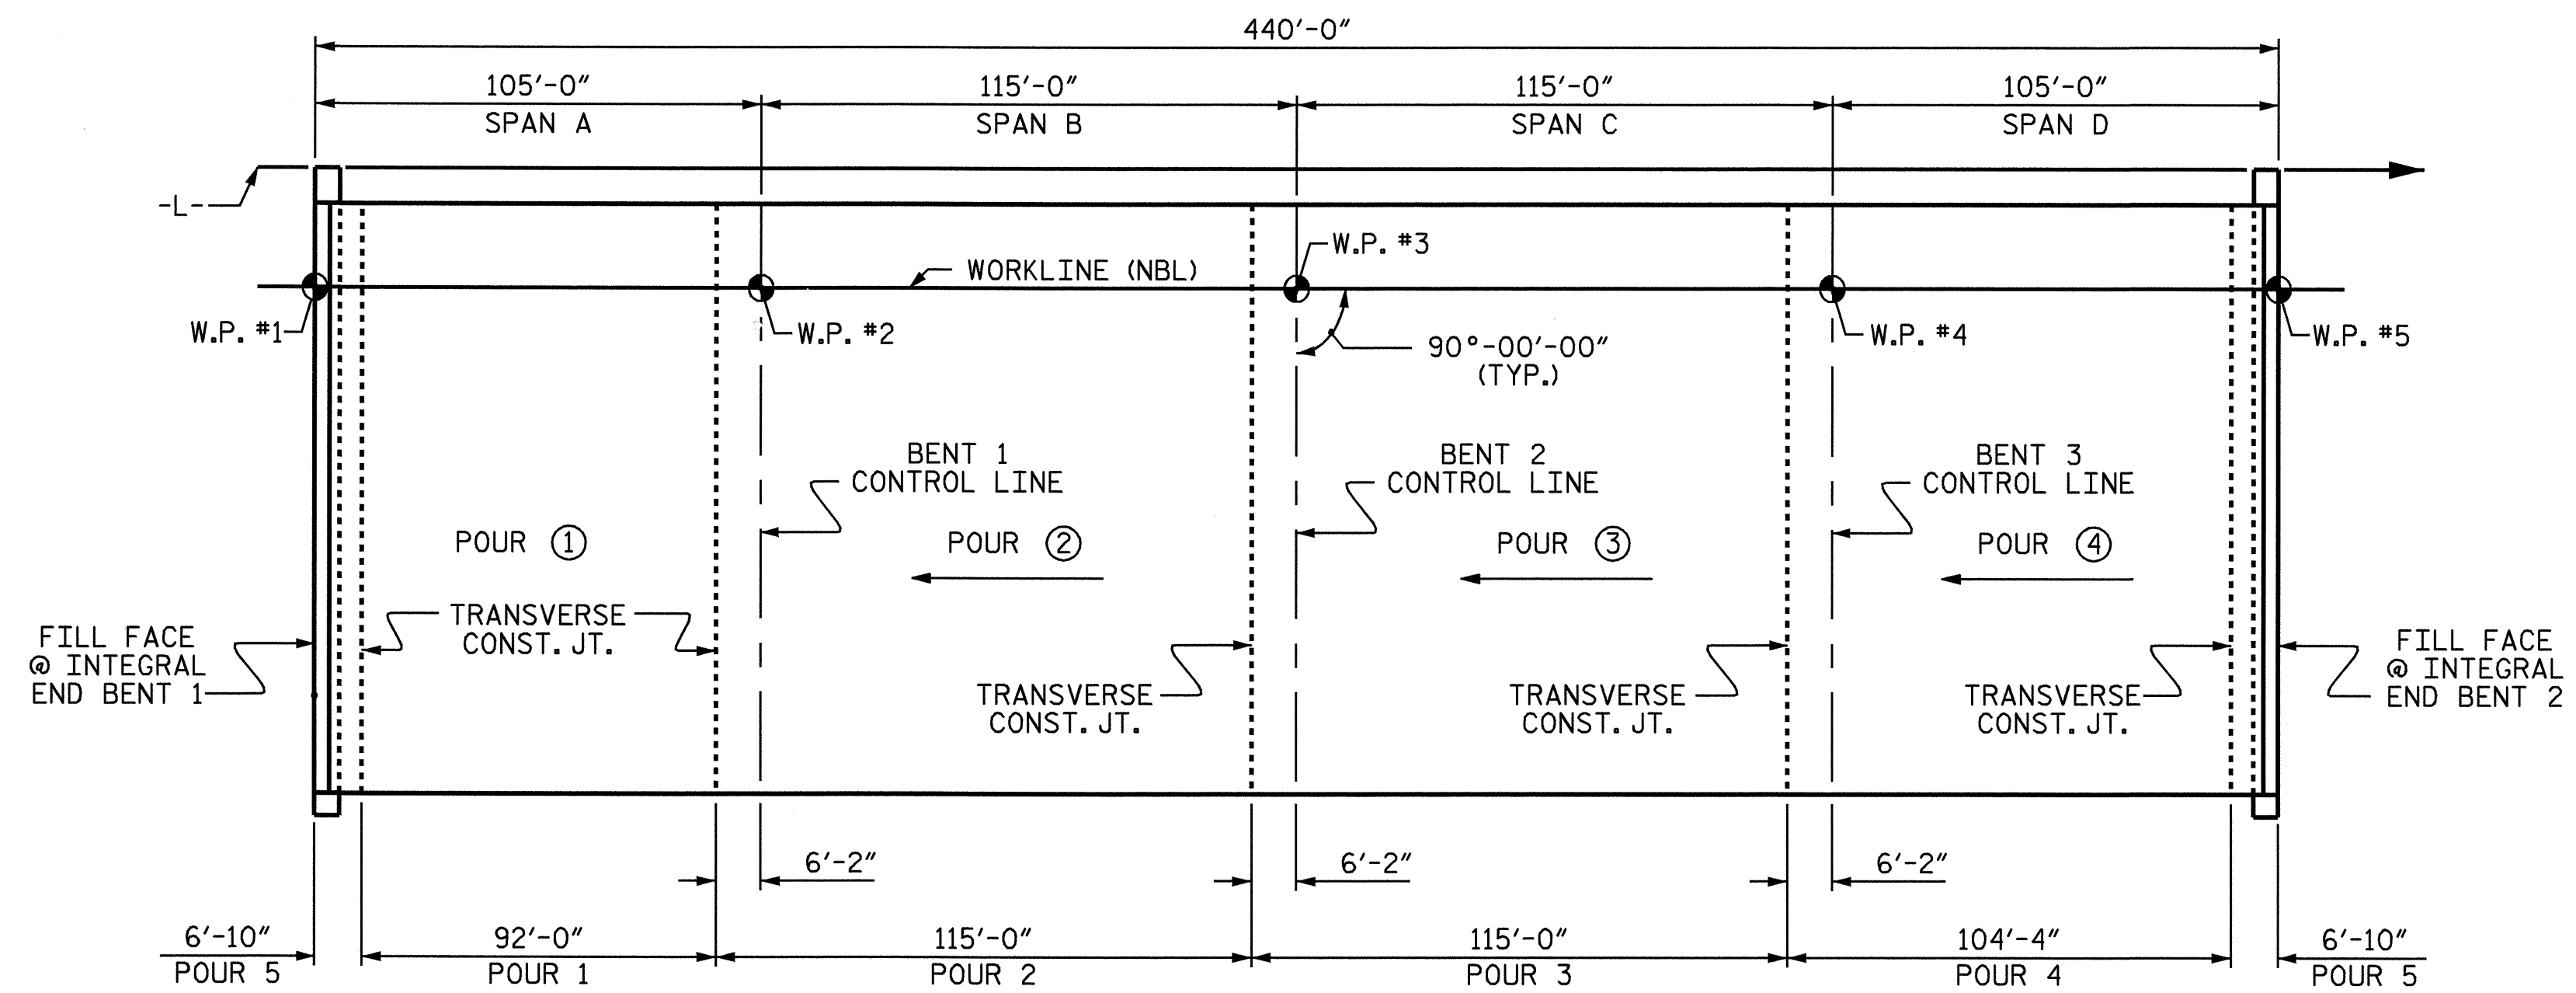 440'-0"
105'-0"
115'-0"
115'-0"
105'-0"
SPAN A
SPAN B
SPAN C
SPAN D
-L-
W.P. #3
WORKLINE (NBL)
W.P. #1
W.P. #2
W.P. #4
W.P. #5
90°-00'-00"
(TYP.)
BENT 1
CONTROL LINE
BENT 2
CONTROL LINE
BENT 3
CONTROL LINE
POUR 1
POUR 2
POUR 3
POUR 4
FILL FACE
@ INTEGRAL
END BENT 1
TRANSVERSE
CONST. JT.
TRANSVERSE
CONST. JT.
TRANSVERSE
CONST. JT.
TRANSVERSE
CONST. JT.
FILL FACE
@ INTEGRAL
END BENT 2
6'-2"
6'-2"
6'-2"
6'-10"
92'-0"
115'-0"
115'-0"
104'-4"
6'-10"
POUR 5
POUR 1
POUR 2
POUR 3
POUR 4
POUR 5